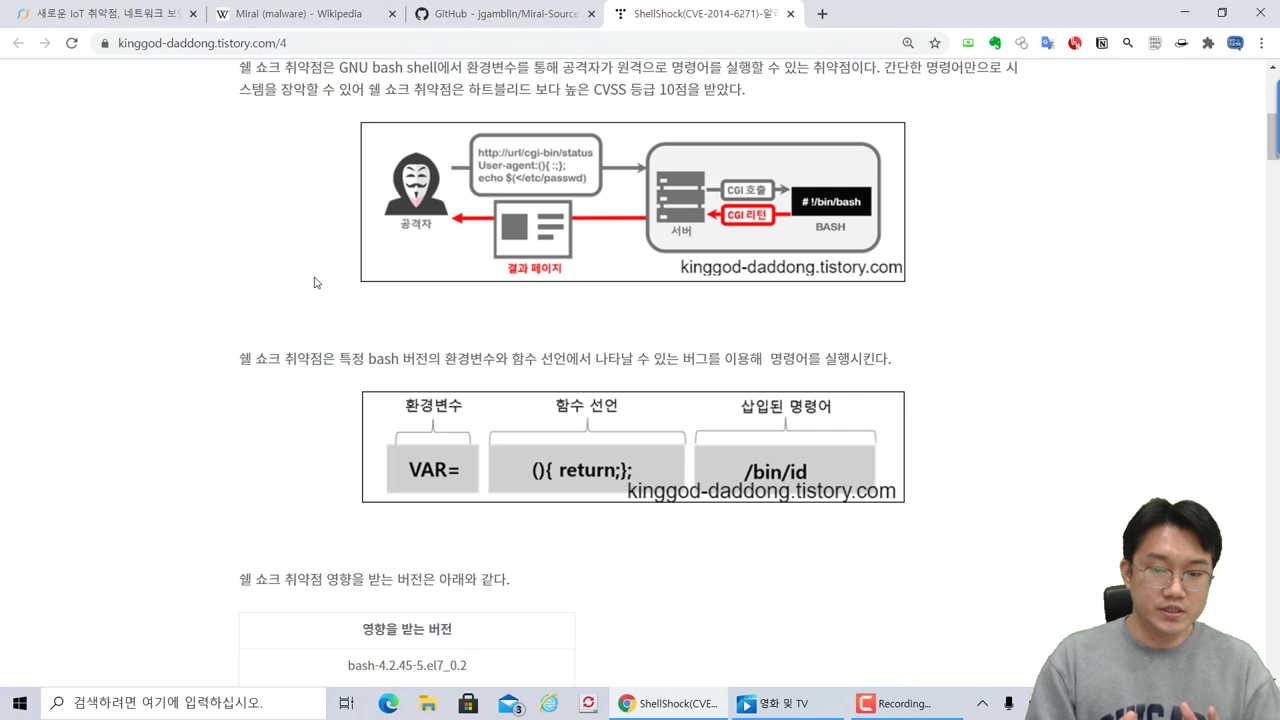 새로운 IoT 취약점, 네트워크 보안
Mirai (malware) - Wikipedia
GitHub - jgamblin/Mirai-Source
ShellShock(CVE-2014-6271)-알
kinggod-daddong.tistory.com/4
쉘 쇼크 취약점은 GNU bash shell에서 환경변수를 통해 공격자가 원격으로 명령어를 실행할 수 있는 취약점이다. 간단한 명령어만으로 시
스템을 장악할 수 있어 쉘 쇼크 취약점은 하트블리드 보다 높은 CVSS 등급 10점을 받았다.
http://url/cgi-bin/status
User-agent:(){ :;};
echo $(</etc/passwd)
공격자
결과 페이지
서버
CGI 호출
CGI 리턴
# !/bin/bash
BASH
kinggod-daddong.tistory.com
쉘 쇼크 취약점은 특정 bash 버전의 환경변수와 함수 선언에서 나타날 수 있는 버그를 이용해 명령어를 실행시킨다.
환경변수 함수 선언 삽입된 명령어
VAR= (){ return;}; /bin/id
kinggod-daddong.tistory.com
쉘 쇼크 취약점 영향을 받는 버전은 아래와 같다.
영향을 받는 버전
bash-4.2.45-5.el7_0.2
검색하려면 여기에 입력하십시오.
3
ShellShock(CVE...
영화 및 TV
Recording...